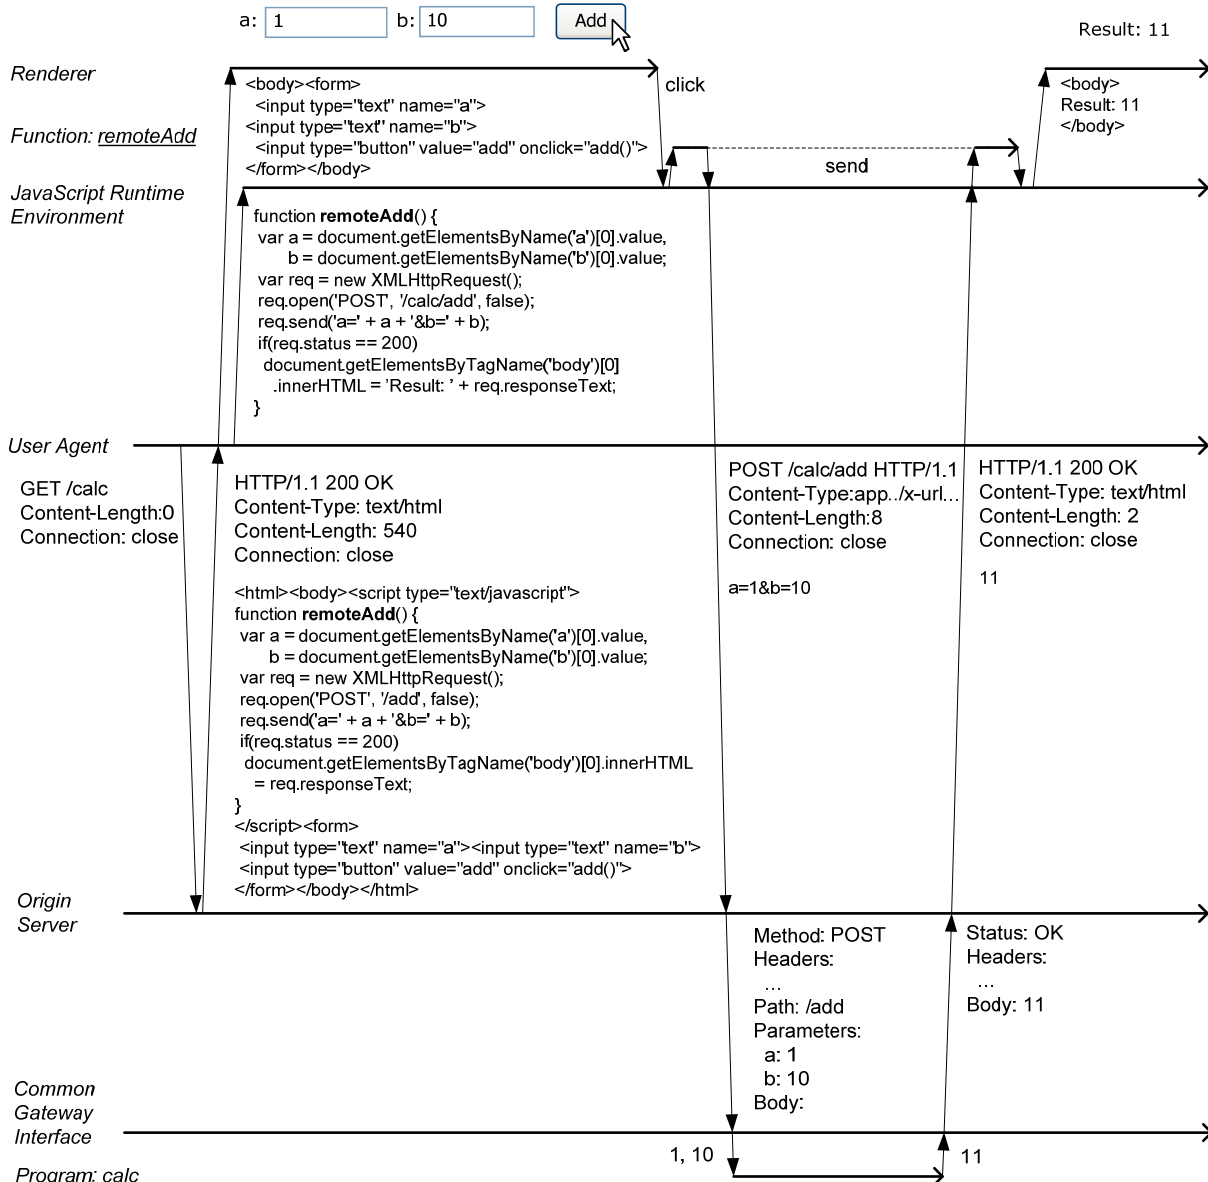 a: 1 b: 10 Add
Result: 11
Renderer
<body><form>
<input type="text" name="a">
<input type="text" name="b">
<input type="button" value="add" onclick="add()">
</form></body>
click
<body>
Result: 11
</body>
Function: remoteAdd
send
JavaScript Runtime
Environment
function remoteAdd() {
var a = document.getElementsByName('a')[0].value,
b = document.getElementsByName('b')[0].value;
var req = new XMLHttpRequest();
req.open('POST', '/calc/add', false);
req.send('a=' + a + '&b=' + b);
if(req.status == 200)
document.getElementsByTagName('body')[0]
.innerHTML = 'Result: ' + req.responseText;
}
User Agent
GET /calc
Content-Length:0
Connection: close
HTTP/1.1 200 OK
Content-Type: text/html
Content-Length: 540
Connection: close
<html><body><script type="text/javascript">
function remoteAdd() {
var a = document.getElementsByName('a')[0].value,
b = document.getElementsByName('b')[0].value;
var req = new XMLHttpRequest();
req.open('POST', '/add', false);
req.send('a=' + a + '&b=' + b);
if(req.status == 200)
document.getElementsByTagName('body')[0].innerHTML
= req.responseText;
}
</script><form>
<input type="text" name="a"><input type="text" name="b">
<input type="button" value="add" onclick="add()">
</form></body></html>
POST /calc/add HTTP/1.1
Content-Type:app../x-url...
Content-Length:8
Connection: close
a=1&b=10
HTTP/1.1 200 OK
Content-Type: text/html
Content-Length: 2
Connection: close
11
Origin
Server
Method: POST
Headers:
...
Path: /add
Parameters:
a: 1
b: 10
Body:
Status: OK
Headers:
...
Body: 11
Common
Gateway
Interface
1, 10
11
Program: calc